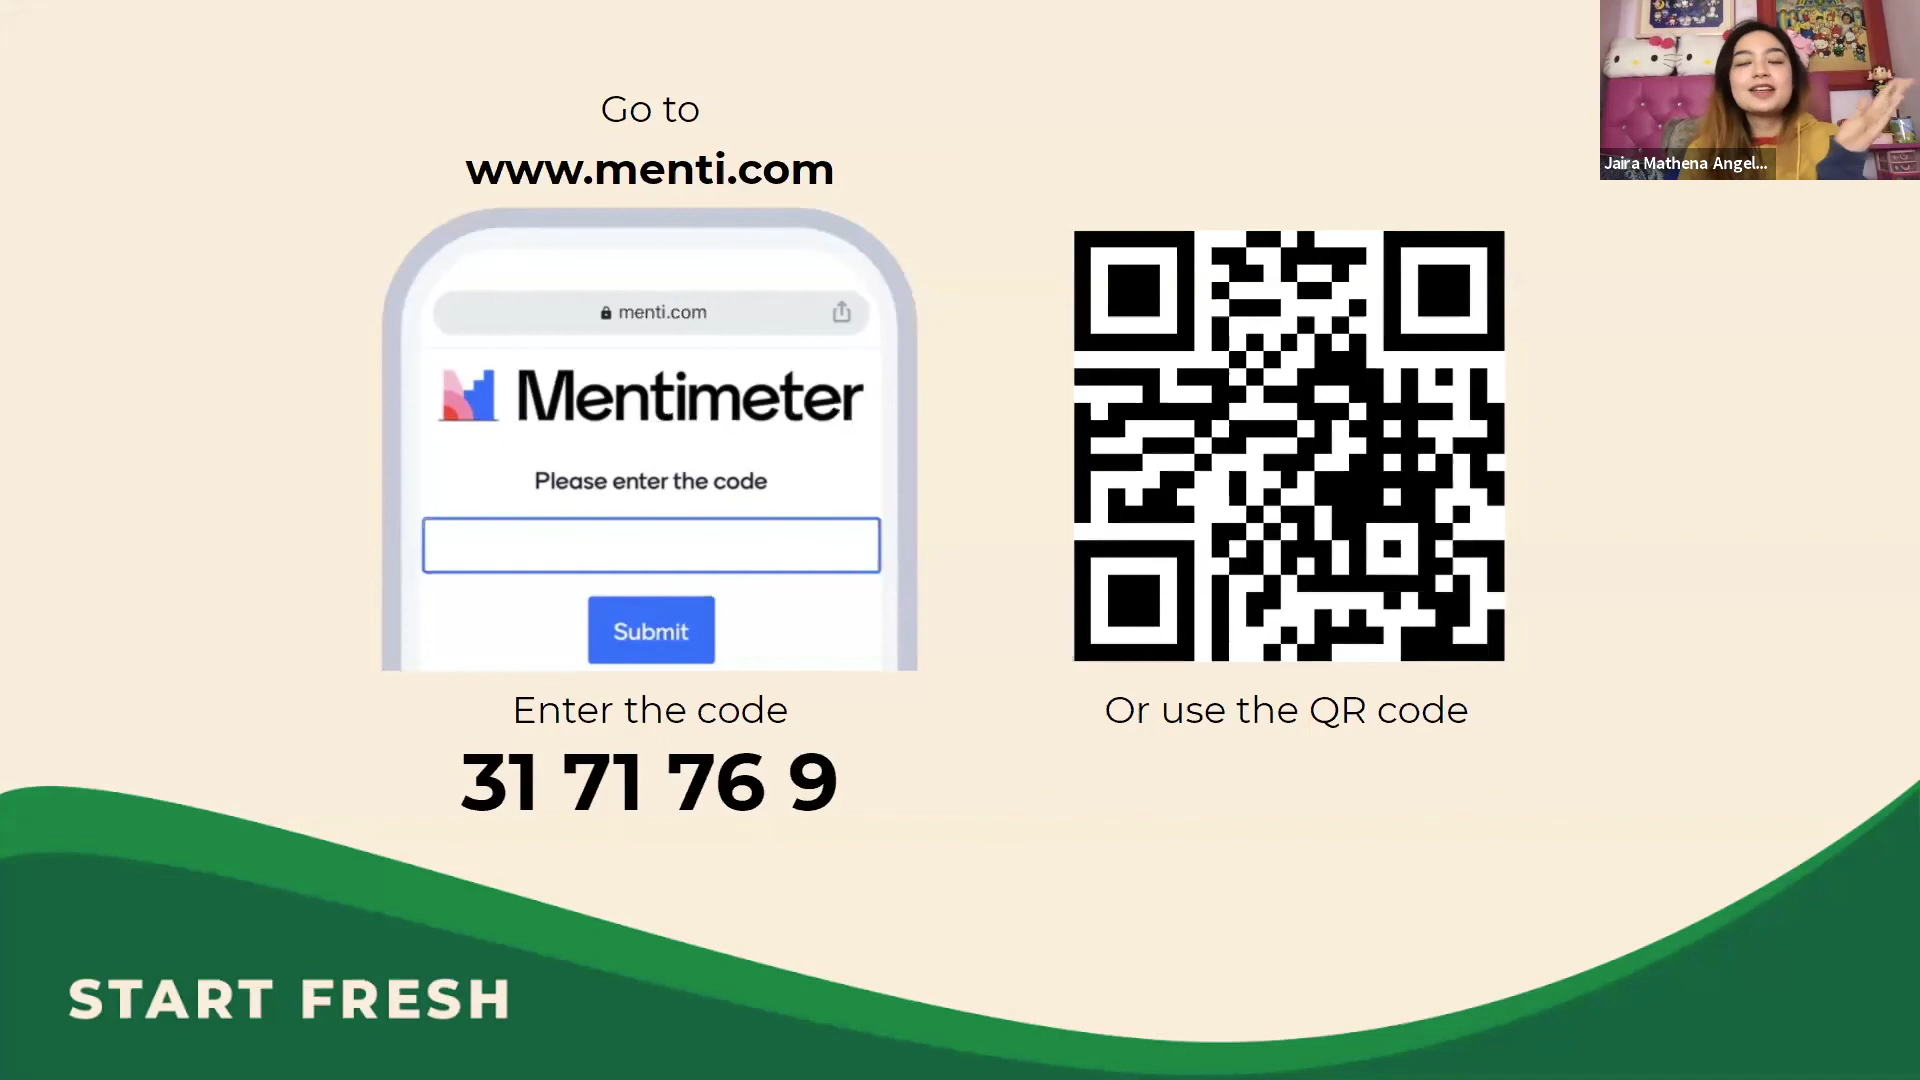 Go to
www.menti.com
menti.com
Mentimeter
Please enter the code
Submit
Enter the code
31 71 76 9
Or use the QR code
START FRESH
Jaira Mathena Angel...